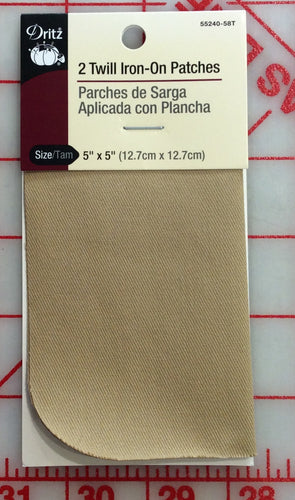 55240-58T
Dritz
2 Twill Iron-On Patches
Parches de Sarga
Aplicada con Plancha
Size/Tam 5" x 5" (12.7cm x 12.7cm)
31 30 29 28